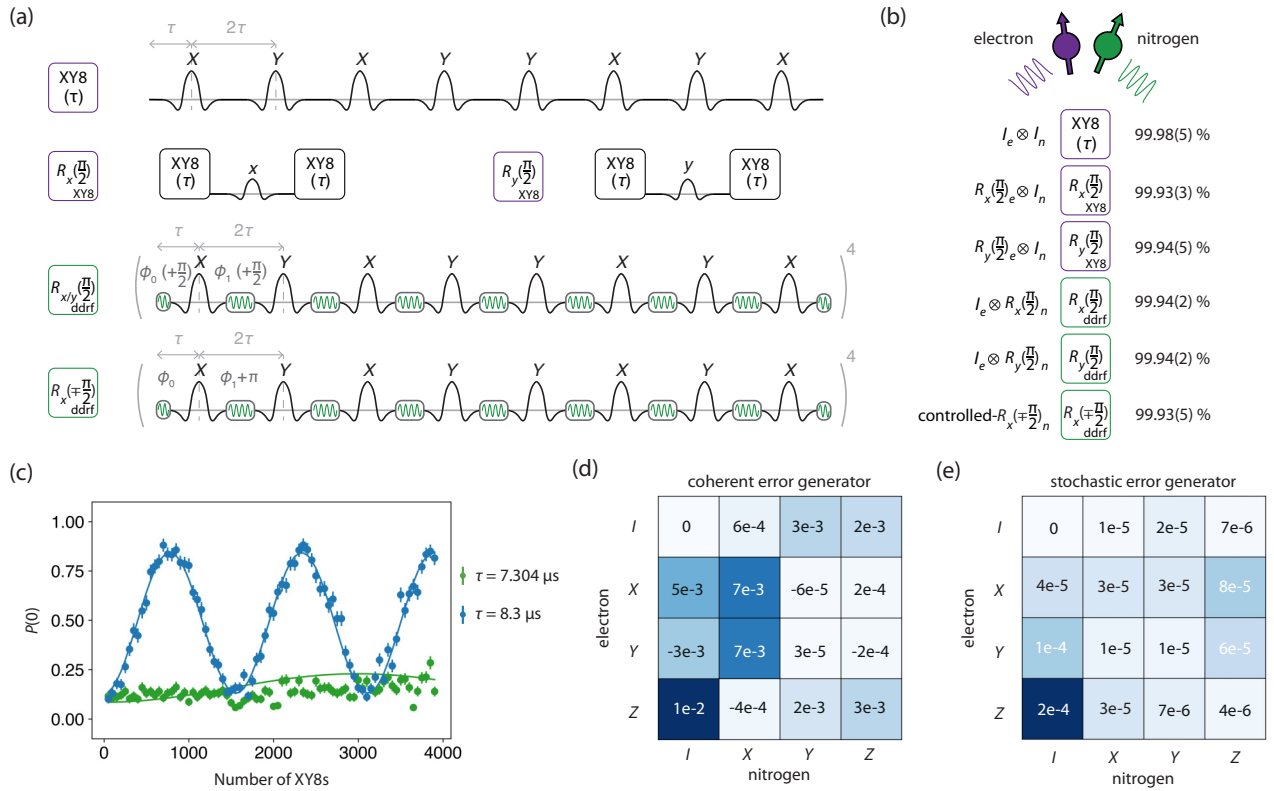 (a)
τ 2τ
X Y X Y Y X Y X
XY8
(τ)
R_x(π/2)
XY8
XY8
(τ)
x
XY8
(τ)
R_y(π/2)
XY8
XY8
(τ)
y
XY8
(τ)
τ 2τ 4
ϕ₀ (+π/2) X ϕ₁ (+π/2) Y X Y Y X Y X
R_x/y(π/2)
ddrf
τ 2τ 4
ϕ₀ X ϕ₁+π Y X Y Y X Y X
R_x(∓π/2)
ddrf
(b)
electron nitrogen
I_e ⊗ I_n XY8 (τ) 99.98(5) %
R_x(π/2)_e ⊗ I_n R_x(π/2) XY8 99.93(3) %
R_y(π/2)_e ⊗ I_n R_y(π/2) XY8 99.94(5) %
I_e ⊗ R_x(π/2)_n R_x(π/2) ddrf 99.94(2) %
I_e ⊗ R_y(π/2)_n R_y(π/2) ddrf 99.94(2) %
controlled-R_x(∓π/2)_n R_x(∓π/2) ddrf 99.93(5) %
(c)
P(0)
1.00
0.75
0.50
0.25
0.00
0 1000 2000 3000 4000
Number of XY8s
τ = 7.304 μs
τ = 8.3 μs
(d)
coherent error generator
electron
I 0 6e-4 3e-3 2e-3
X 5e-3 7e-3 -6e-5 2e-4
Y -3e-3 7e-3 3e-5 -2e-4
Z 1e-2 -4e-4 2e-3 3e-3
I X Y Z
nitrogen
(e)
stochastic error generator
electron
I 0 1e-5 2e-5 7e-6
X 4e-5 3e-5 3e-5 8e-5
Y 1e-4 1e-5 1e-5 6e-5
Z 2e-4 3e-5 7e-6 4e-6
I X Y Z
nitrogen